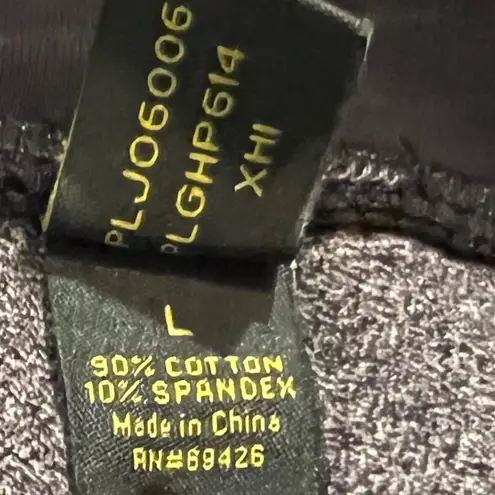 PLJ06006
PLGHP614
XHI
L
90% COTTON
10% SPANDEX
Made in China
RN#69426